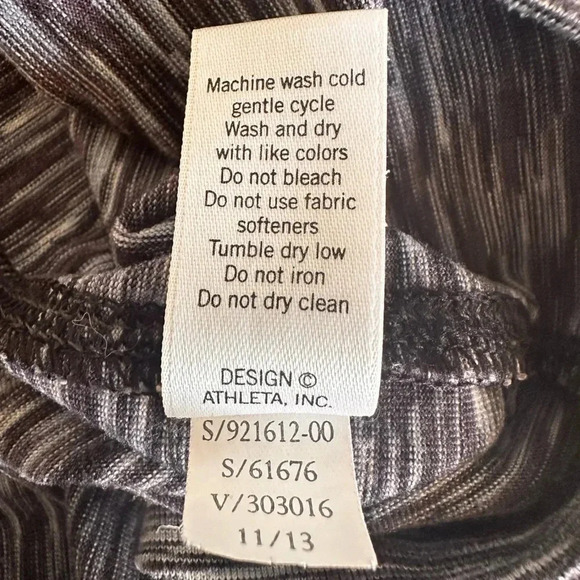 Machine wash cold
gentle cycle
Wash and dry
with like colors
Do not bleach
Do not use fabric
softeners
Tumble dry low
Do not iron
Do not dry clean
DESIGN ©
ATHLETA, INC.
S/921612-00
S/61676
V/303016
11/13